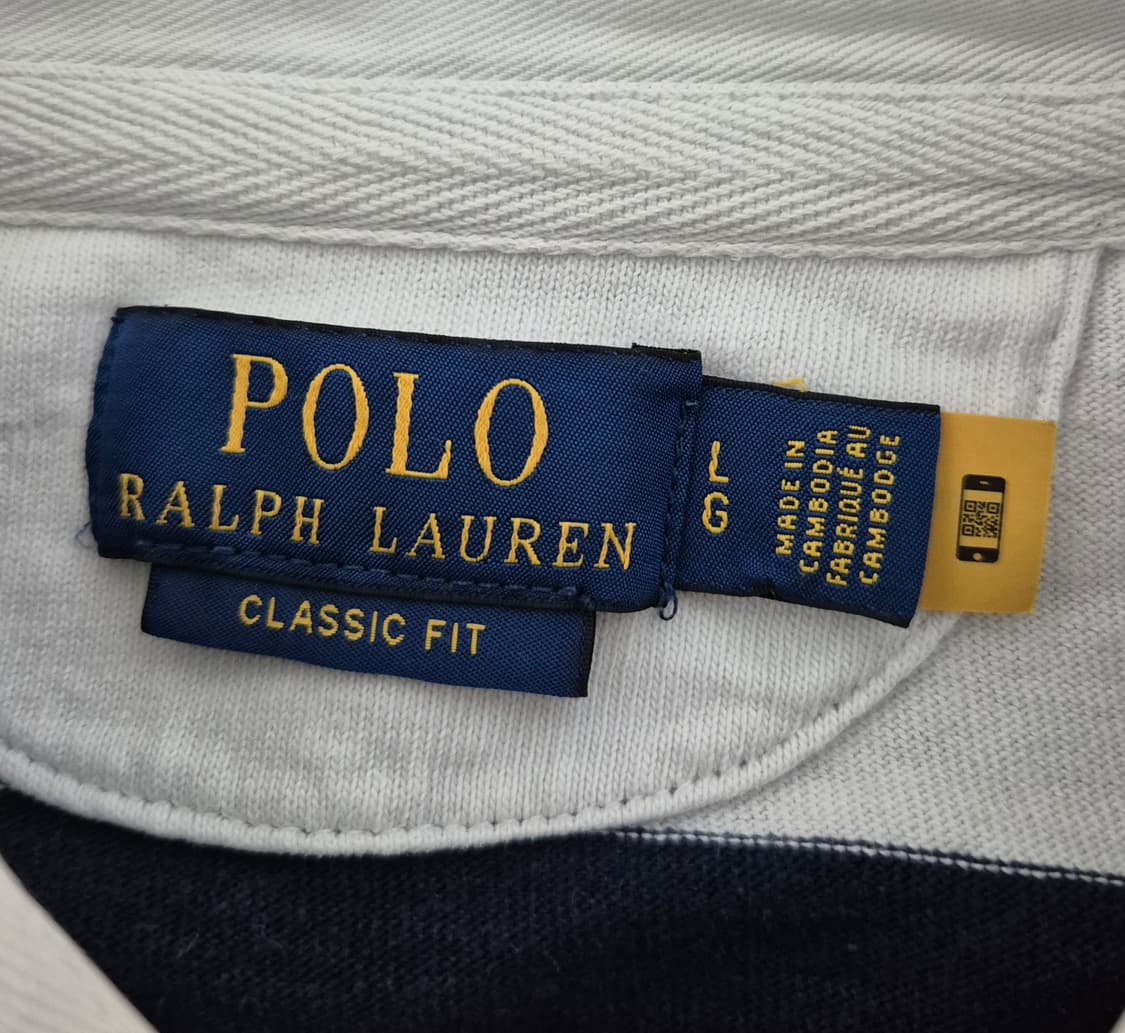 POLO
RALPH LAUREN
CLASSIC FIT
L
G
MADE IN
CAMBODIA
FABRIQUÉ AU
CAMBODGE